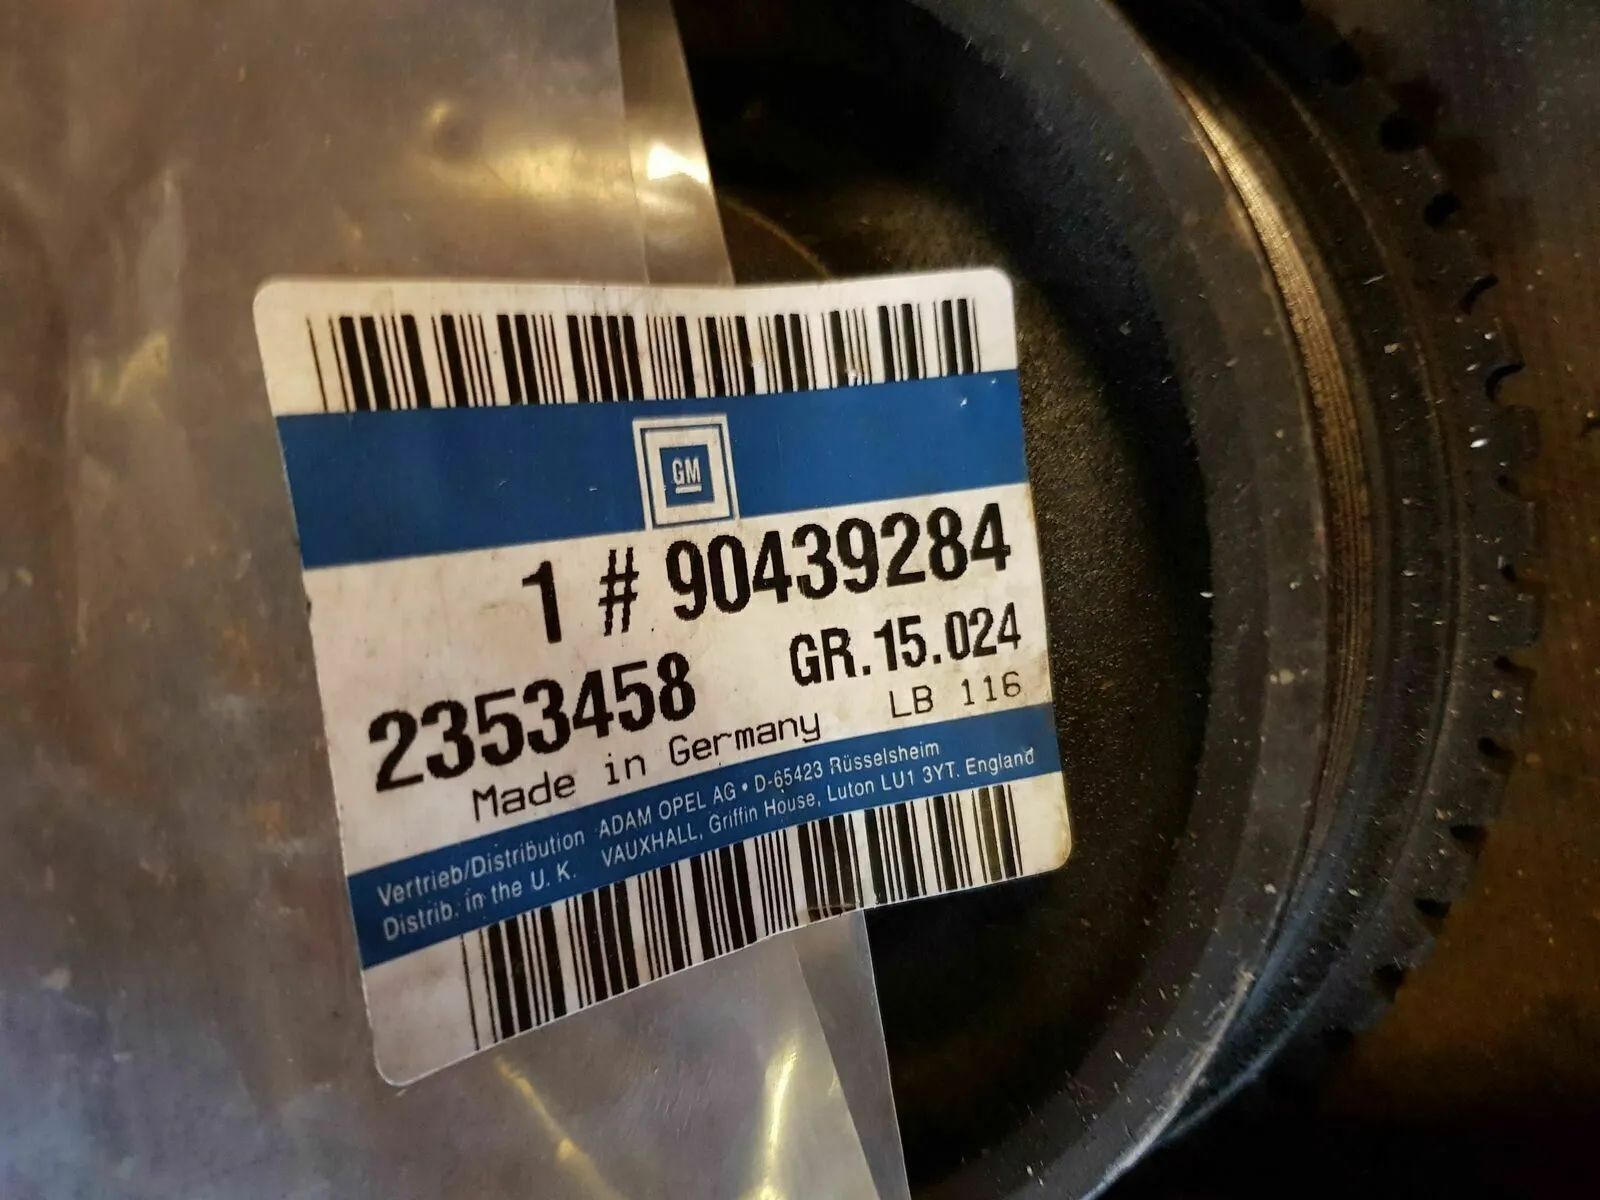 GM
1 # 90439284
2353458 GR.15.024
Made in Germany LB 116
Vertrieb/Distribution ADAM OPEL AG • D-65423 Rüsselsheim
Distrib. in the U. K. VAUXHALL, Griffin House, Luton LU1 3YT. England